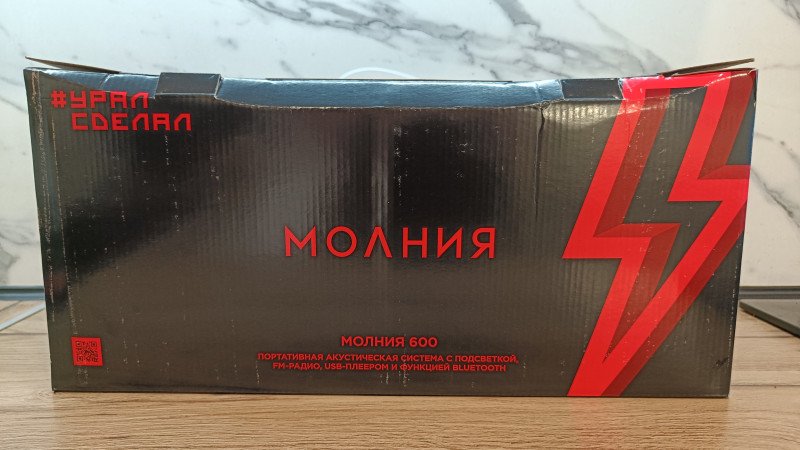 #УРАЛ
СДЕЛАЛ
МОЛНИЯ
МОЛНИЯ 600
ПОРТАТИВНАЯ АКУСТИЧЕСКАЯ СИСТЕМА С ПОДСВЕТКОЙ,
FM-РАДИО, USB-ПЛЕЕРОМ И ФУНКЦИЕЙ BLUETOOTH